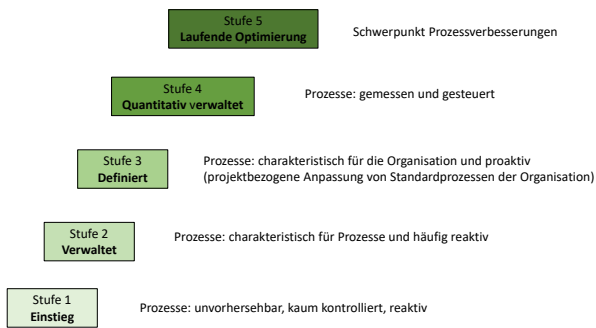 Stufe 5
Laufende Optimierung
Schwerpunkt Prozessverbesserungen
Stufe 4
Quantitativ verwaltet
Prozesse: gemessen und gesteuert
Stufe 3
Definiert
Prozesse: charakteristisch für die Organisation und proaktiv
(projektbezogene Anpassung von Standardprozessen der Organisation)
Stufe 2
Verwaltet
Prozesse: charakteristisch für Prozesse und häufig reaktiv
Stufe 1
Einstieg
Prozesse: unvorhersehbar, kaum kontrolliert, reaktiv